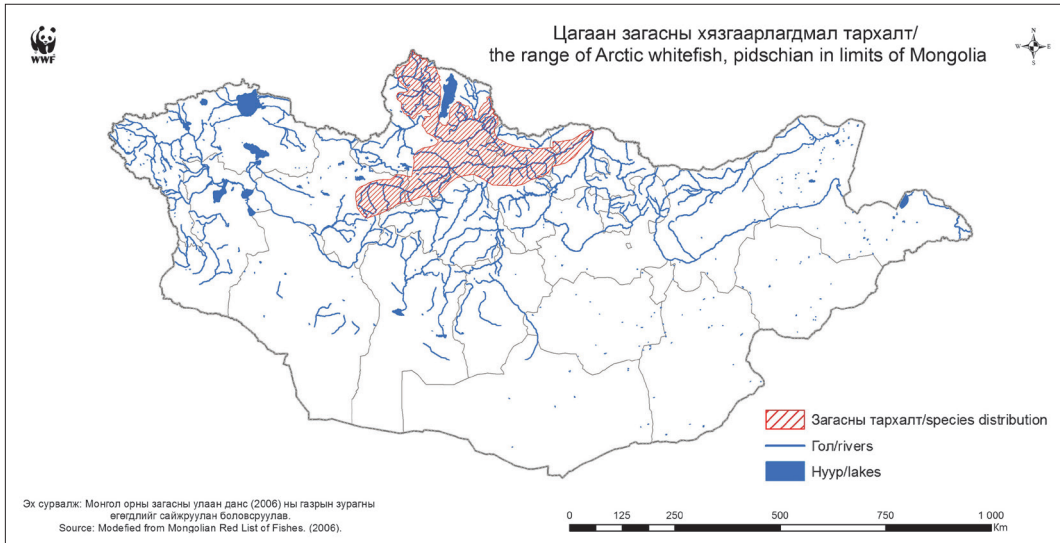 Цагаан загасны хязгаарлагдмал тархалт/
the range of Arctic whitefish, pidschian in limits of Mongolia
WWF
N
W E
S
Загасны тархалт/species distribution
Гол/rivers
Нуур/lakes
Эх сурвалж: Монгол орны загасны улаан данс (2006) ны газрын зурагны
өгөгдлийг сайжруулан боловсруулав.
Source: Modefied from Mongolian Red List of Fishes. (2006).
0 125 250 500 750 1 000
Km